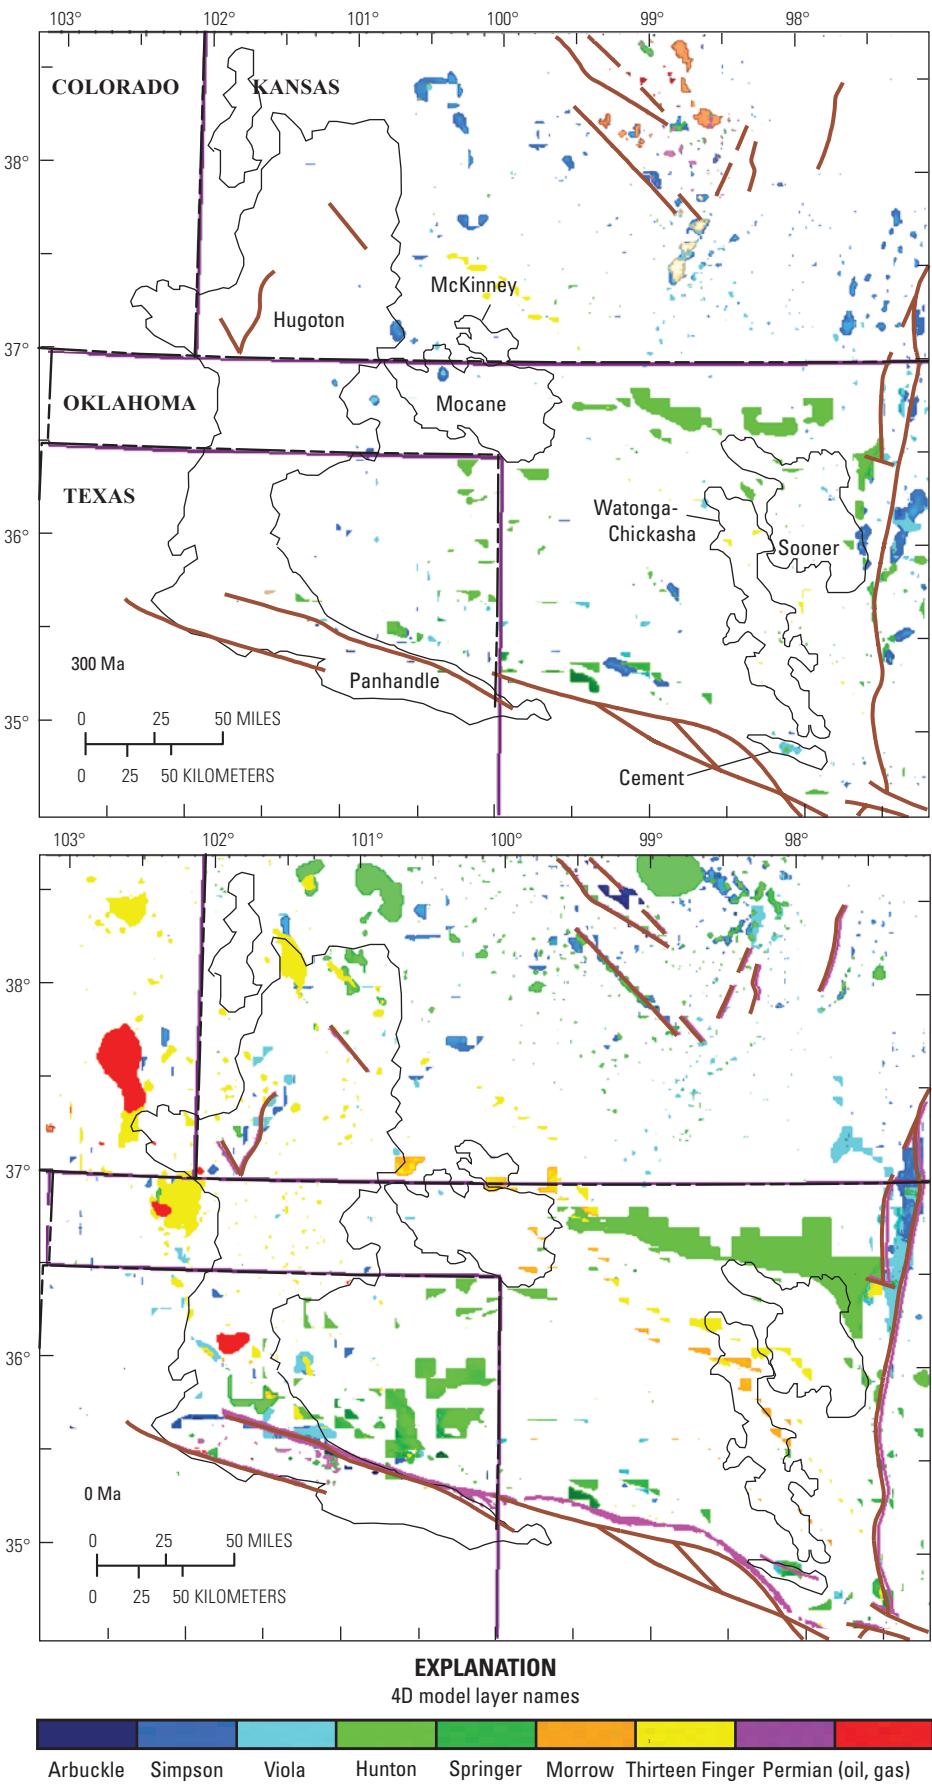 103° 102° 101° 100° 99° 98°
COLORADO
KANSAS
38°
McKinney
Hugoton
37°
OKLAHOMA
Mocane
TEXAS
Watonga-
Chickasha
36°
Sooner
300 Ma
Panhandle
35°
0 25 50 MILES
0 25 50 KILOMETERS
Cement
103° 102° 101° 100° 99° 98°
38°
37°
36°
0 Ma
35°
0 25 50 MILES
0 25 50 KILOMETERS
EXPLANATION
4D model layer names
Arbuckle Simpson Viola Hunton Springer Morrow Thirteen Finger Permian (oil, gas)